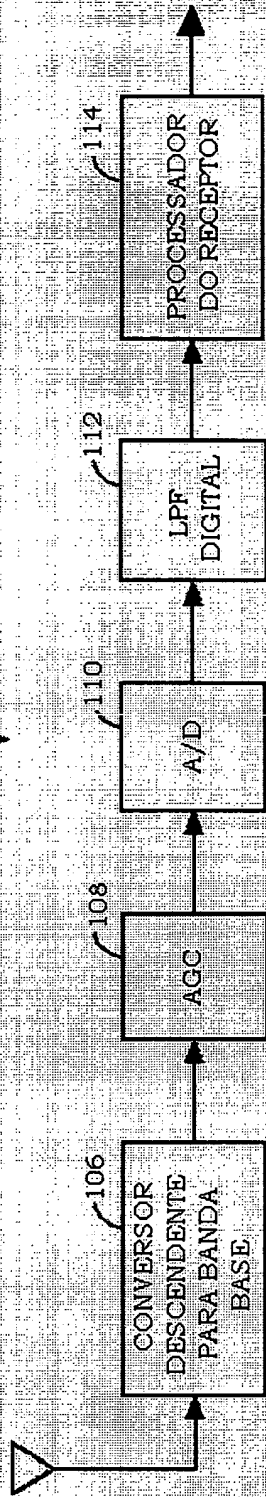 106
CONVERSOR
DESCENDENTE
PARA BANDA
BASE
108
AGC
110
A/D
112
LPF
DIGITAL
114
PROCESSADOR
DO RECEPTOR